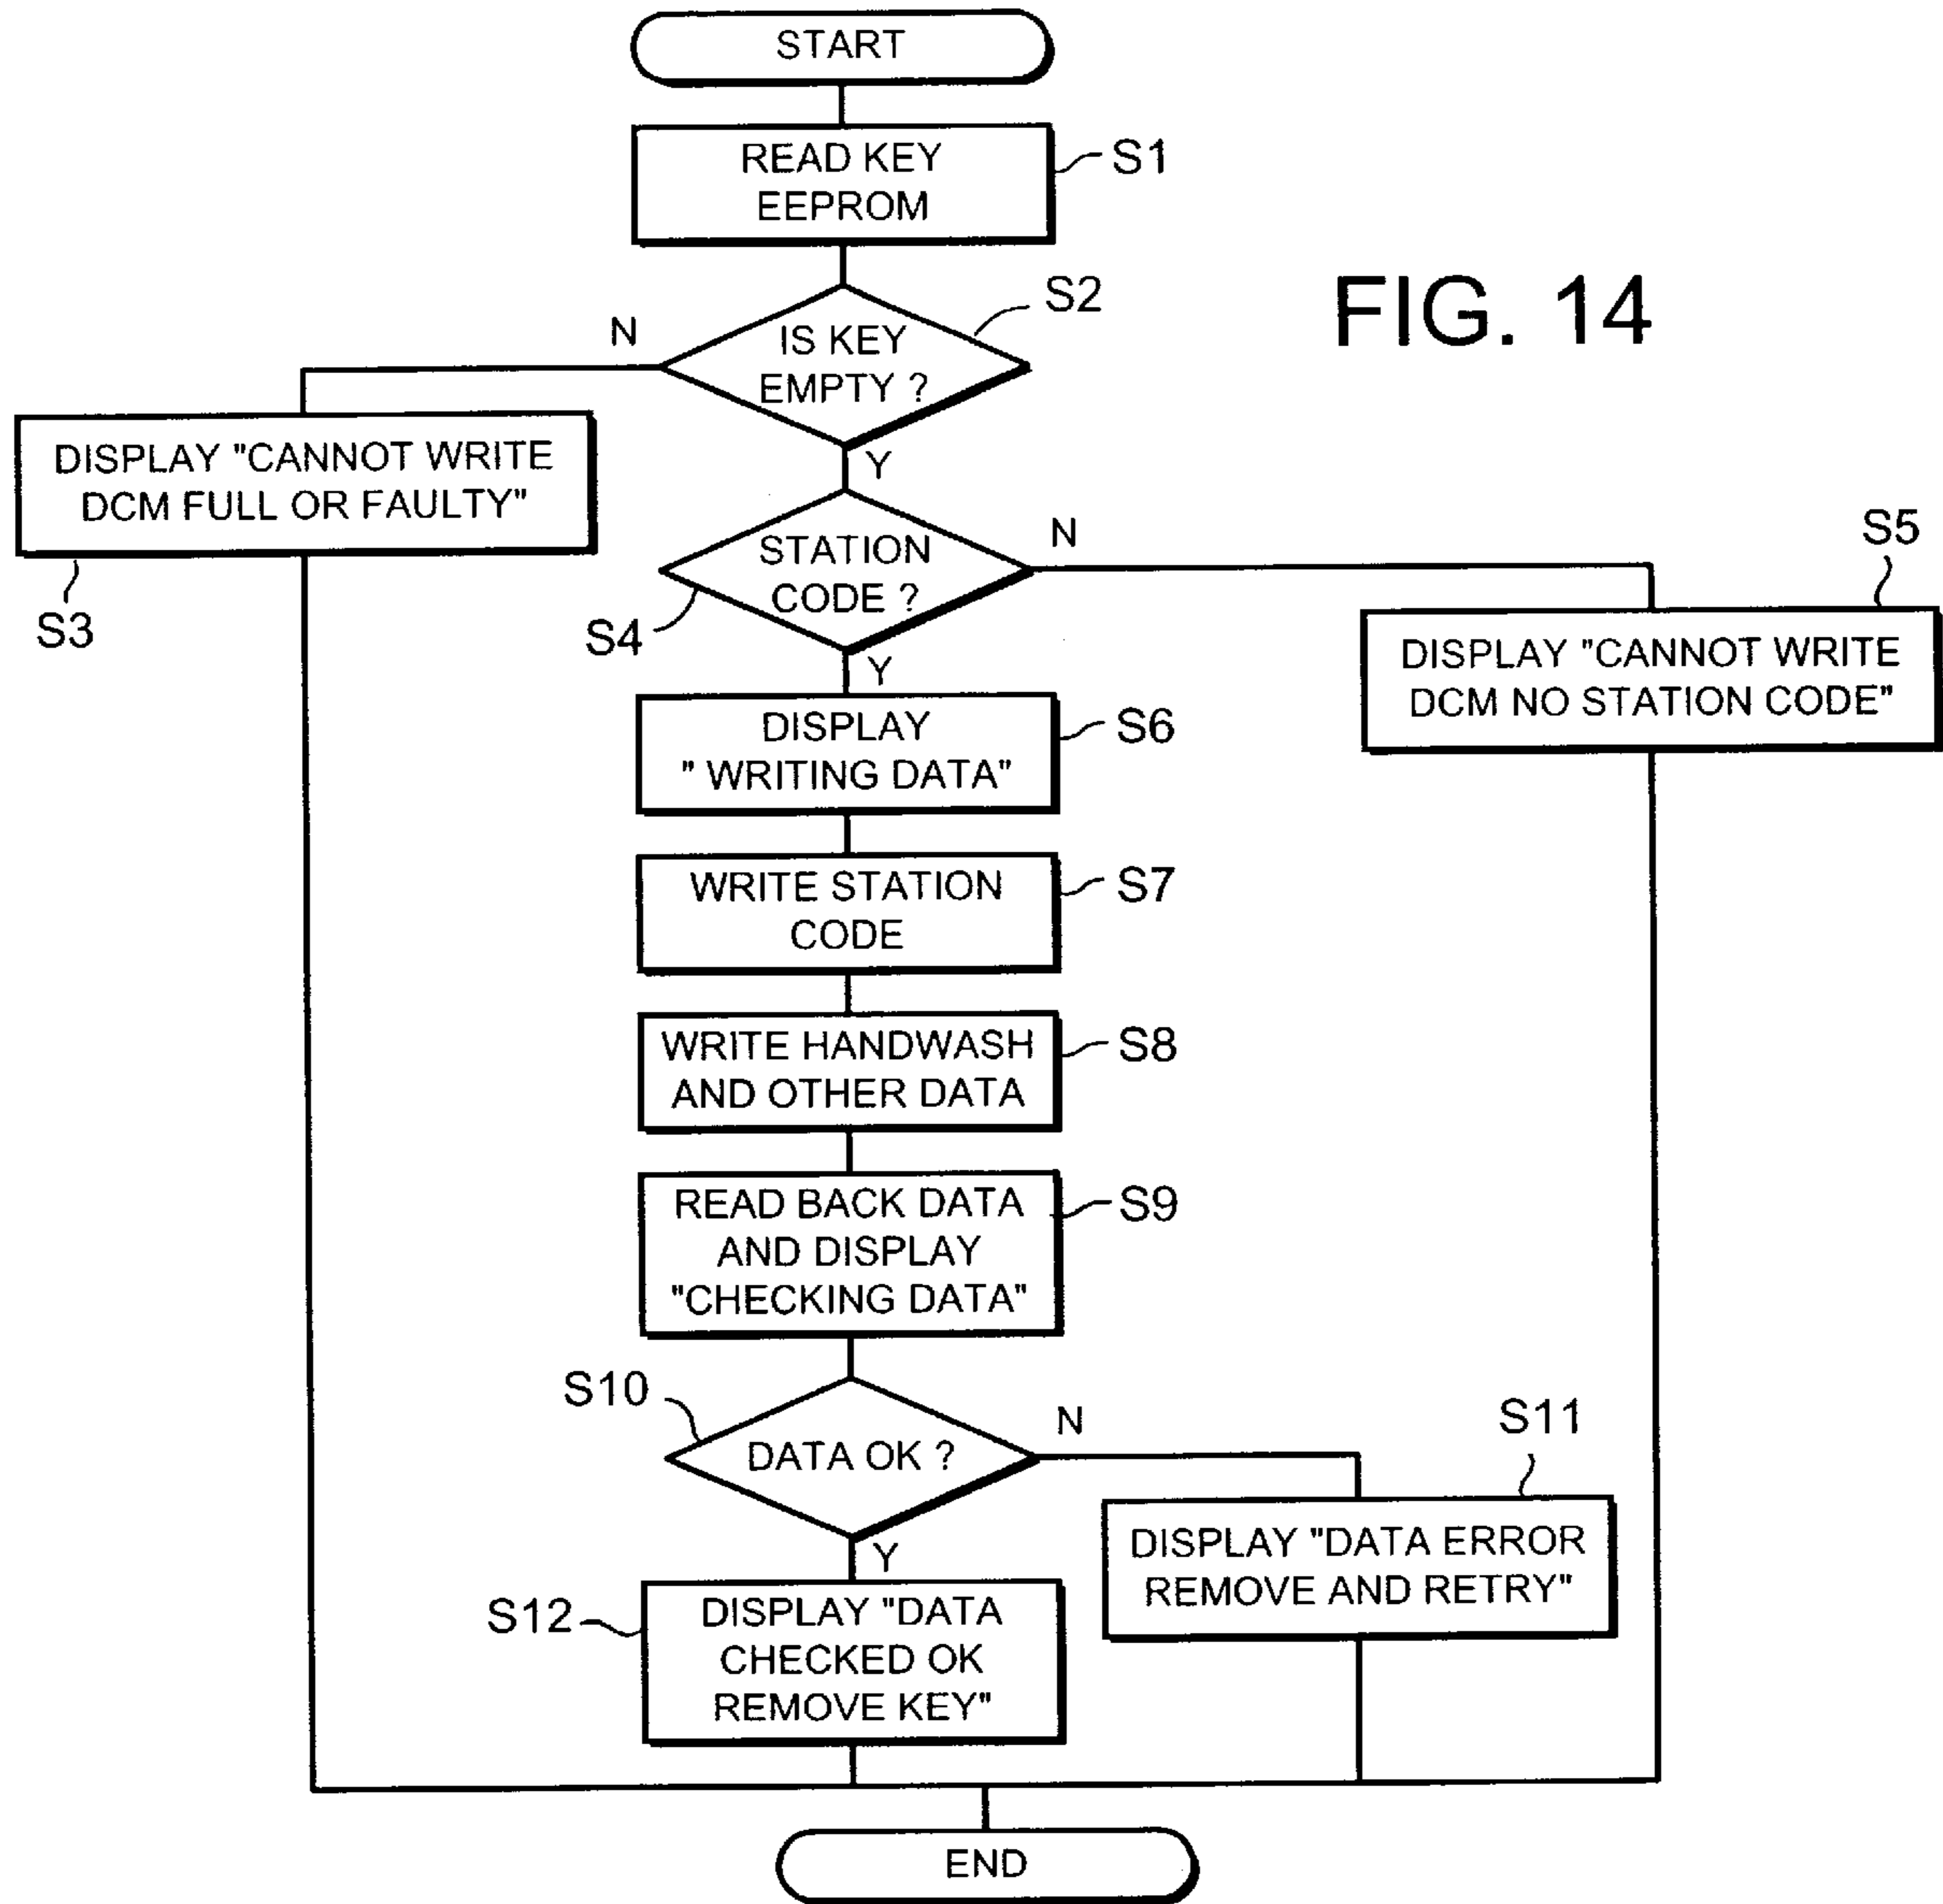 START
READ KEY
EEPROM
S1
FIG. 14
S2
N
IS KEY
EMPTY ?
Y
DISPLAY "CANNOT WRITE
DCM FULL OR FAULTY"
S3
STATION
CODE ?
S4
N
Y
S5
DISPLAY "CANNOT WRITE
DCM NO STATION CODE"
DISPLAY
" WRITING DATA"
S6
WRITE STATION
CODE
S7
WRITE HANDWASH
AND OTHER DATA
S8
READ BACK DATA
AND DISPLAY
"CHECKING DATA"
S9
S10
DATA OK ?
N
Y
S11
DISPLAY "DATA ERROR
REMOVE AND RETRY"
S12
DISPLAY "DATA
CHECKED OK
REMOVE KEY"
END